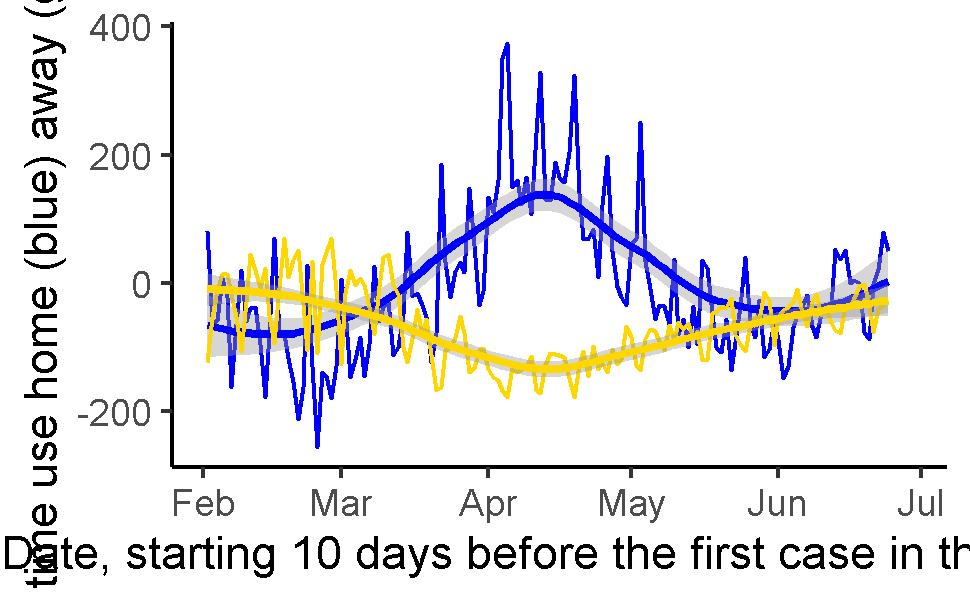 time use home (blue) away (
400
200
0
-200
Feb Mar Apr May Jun Jul
Date, starting 10 days before the first case in th